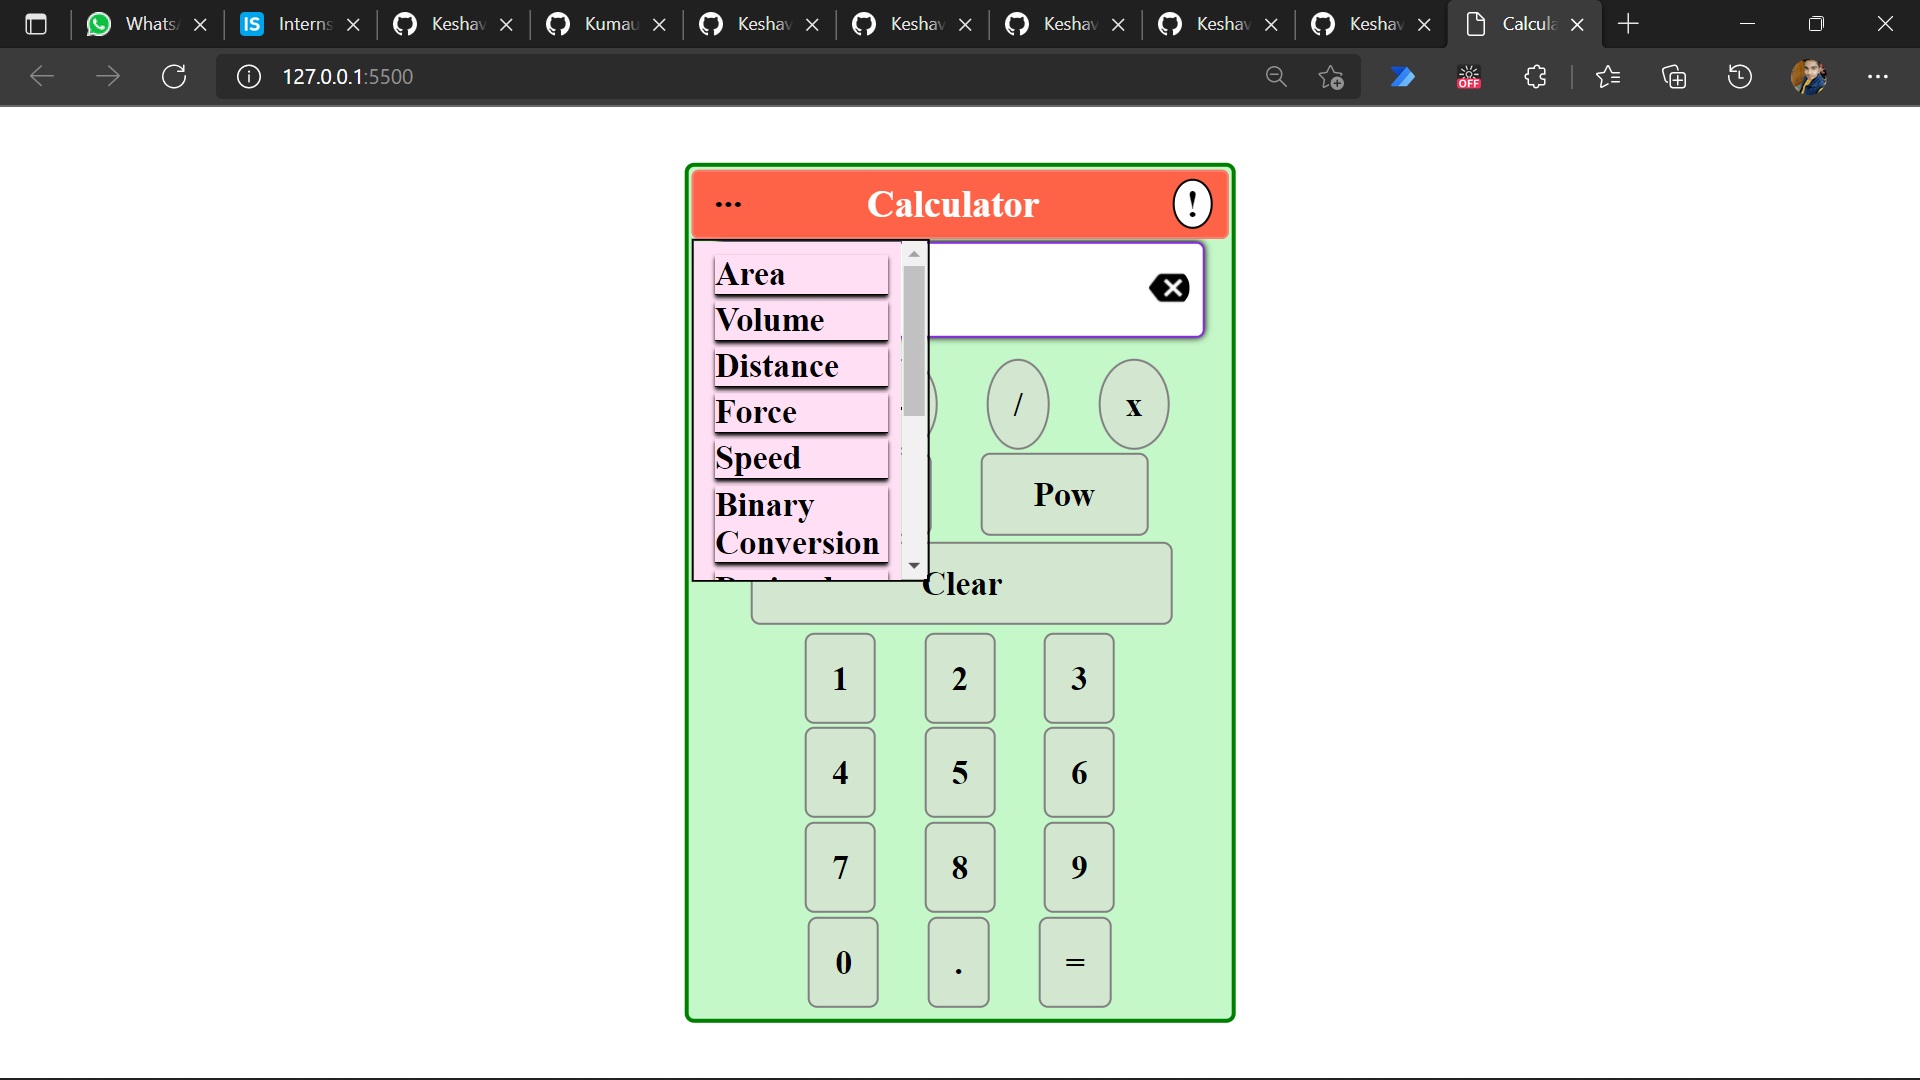 Whats
Interns
Keshav
Kumau
Keshav
Keshav
Keshav
Keshav
Keshav
Calcula
127.0.0.1:5500
OFF
... Calculator !
Area
Volume
Distance
Force
Speed
Binary
Conversion
/ x
Pow
Clear
1 2 3
4 5 6
7 8 9
0 . =